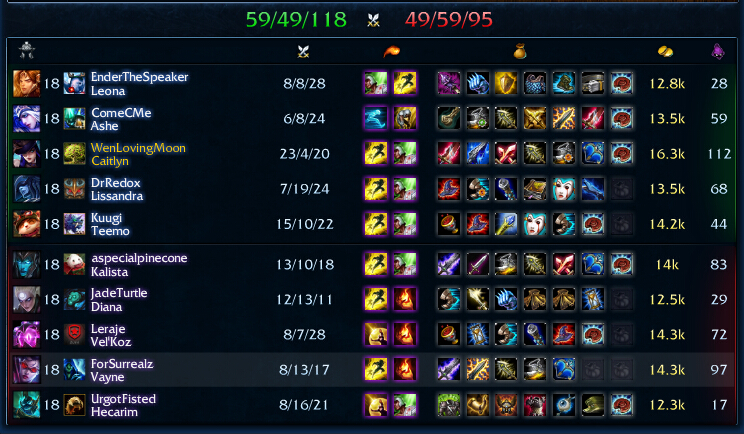 59/49/118 49/59/95
18 EnderTheSpeaker 8/8/28 12.8k 28
Leona
18 ComeCMe 6/8/24 13.5k 59
Ashe
18 WenLovingMoon 23/4/20 16.3k 112
Caitlyn
18 DrRedox 7/19/24 13.5k 68
Lissandra
18 Kuugi 15/10/22 14.2k 44
Teemo
18 aspecialpinecone 13/10/18 14k 83
Kalista
18 JadeTurtle 12/13/11 12.5k 29
Diana
18 Leraje 8/7/28 14.3k 72
Vel'Koz
18 ForSurrealz 8/13/17 14.3k 97
Vayne
18 UrgotFisted 8/16/21 12.3k 17
Hecarim